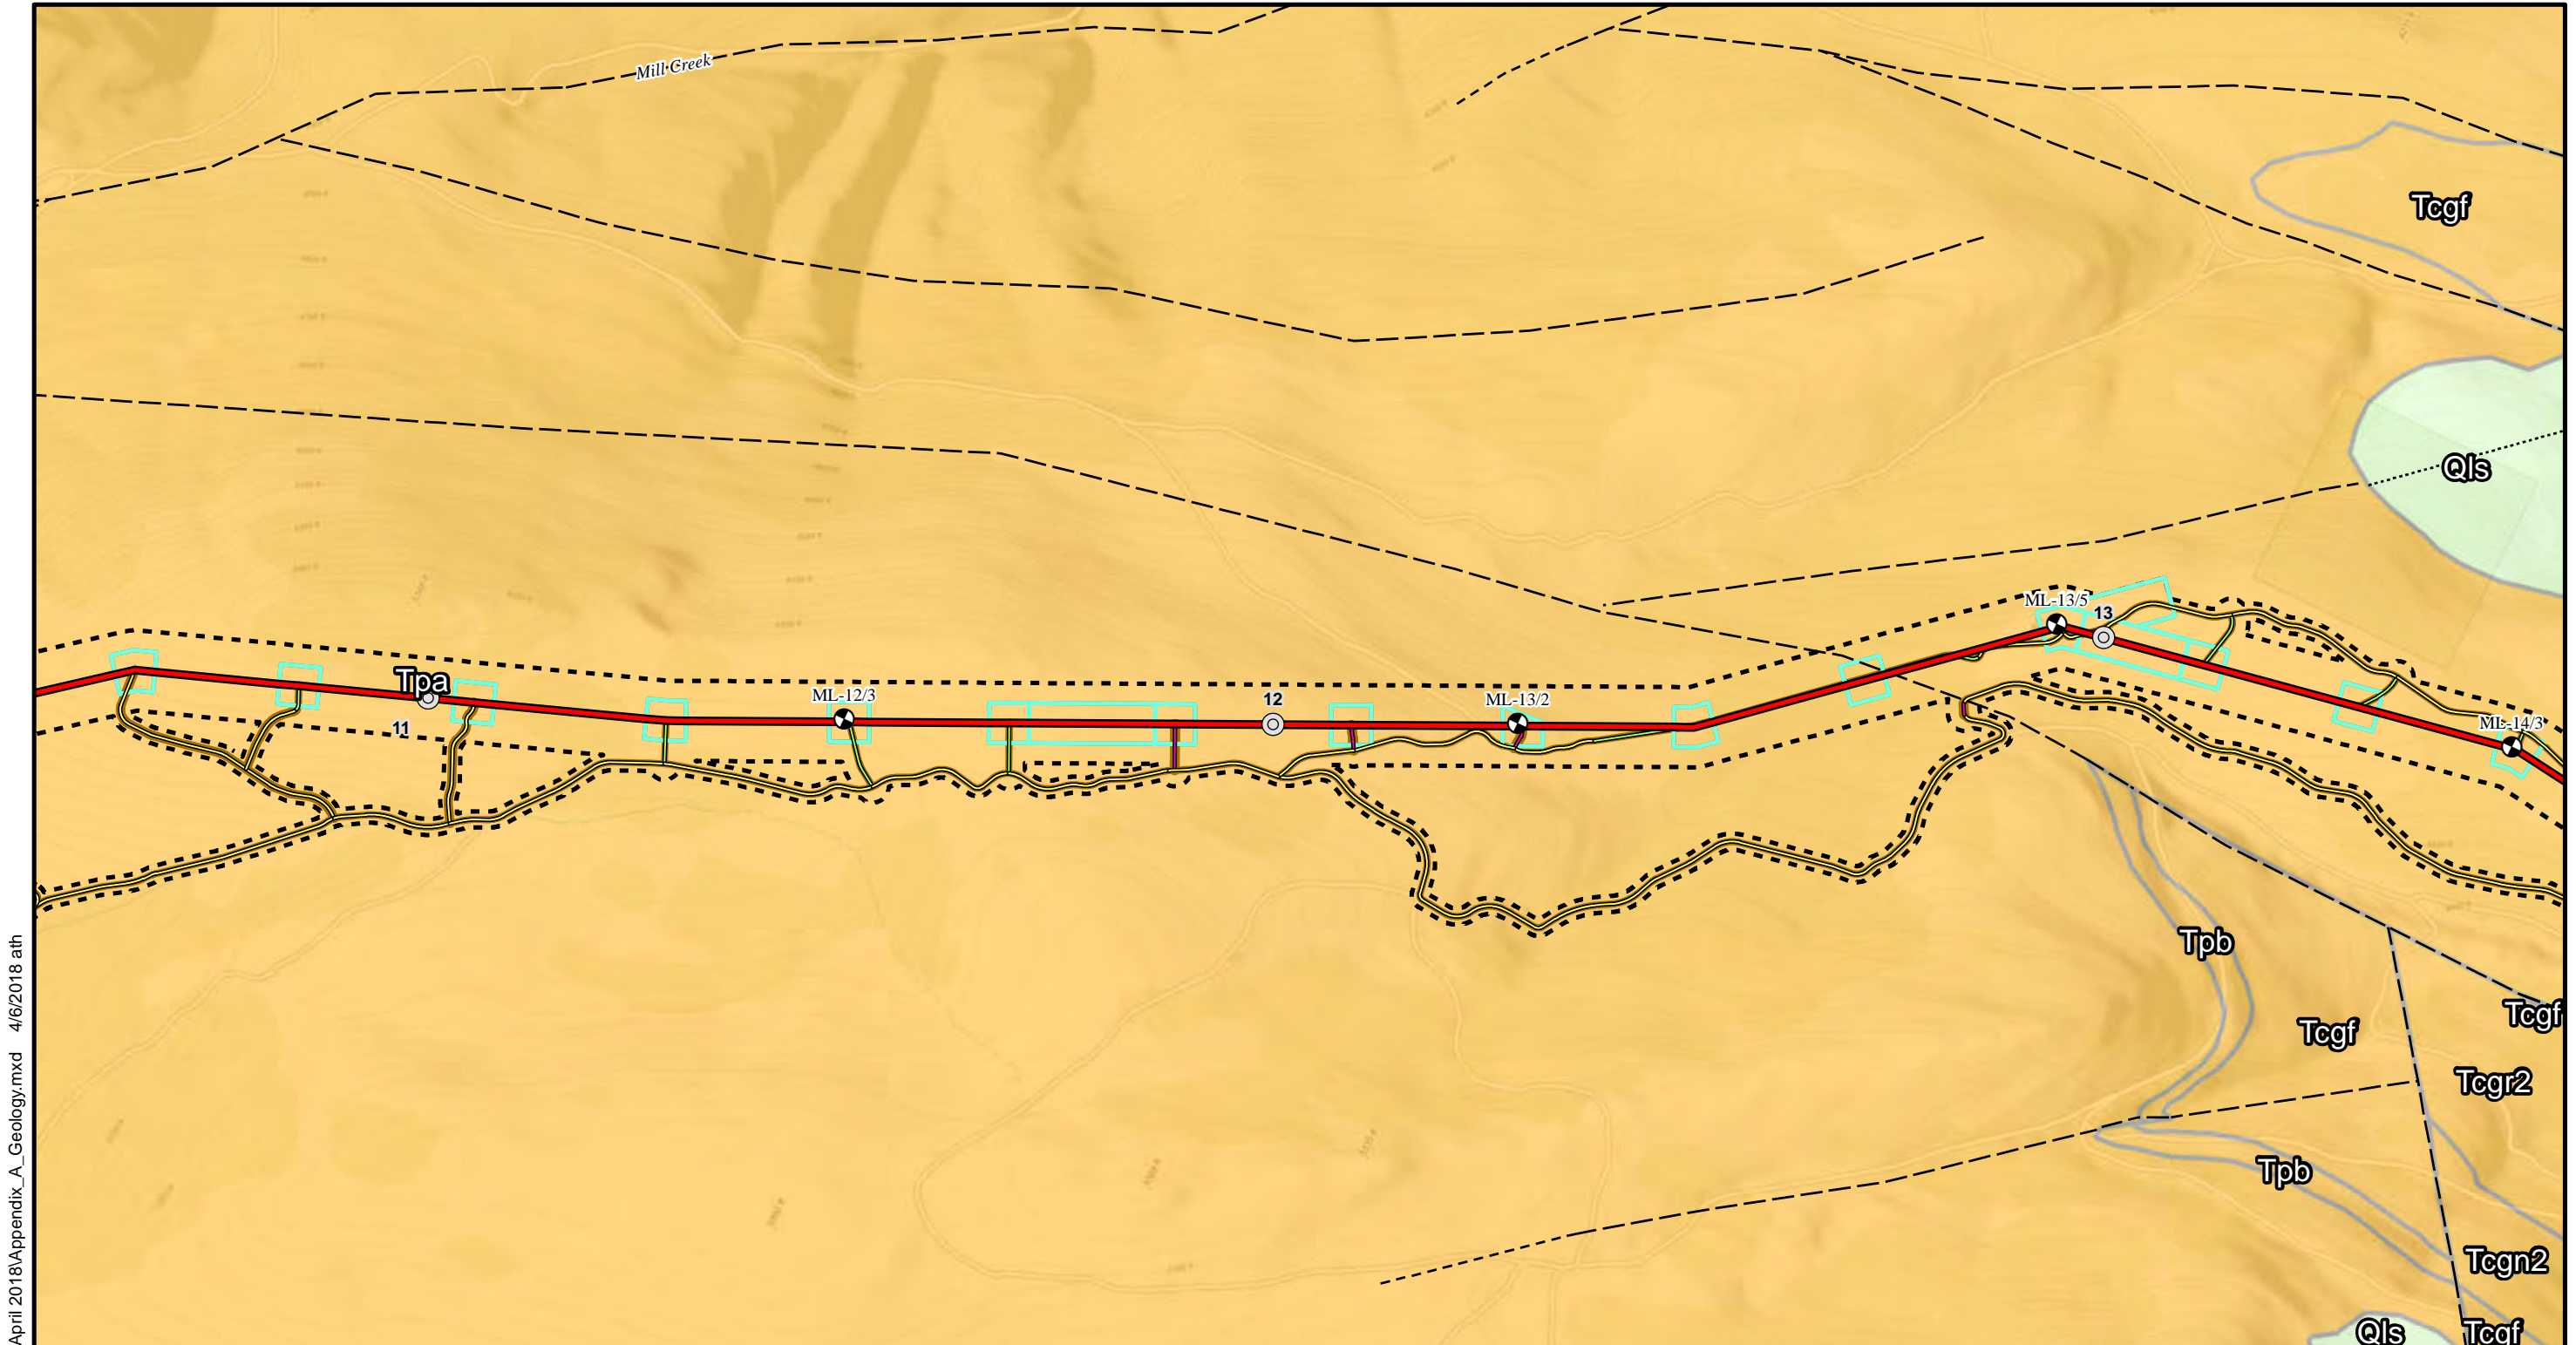 Mill Creek
Tcgf
Qls
ML-13/5
13
Tpa
11
ML-12/3
12
ML-13/2
ML-14/3
Tpb
Tcgf
Tcgf
Tcgr2
Tpb
Tcgn2
Qls
Tcgf
April 2018\Appendix_A_Geology.mxd 4/6/2018 ath